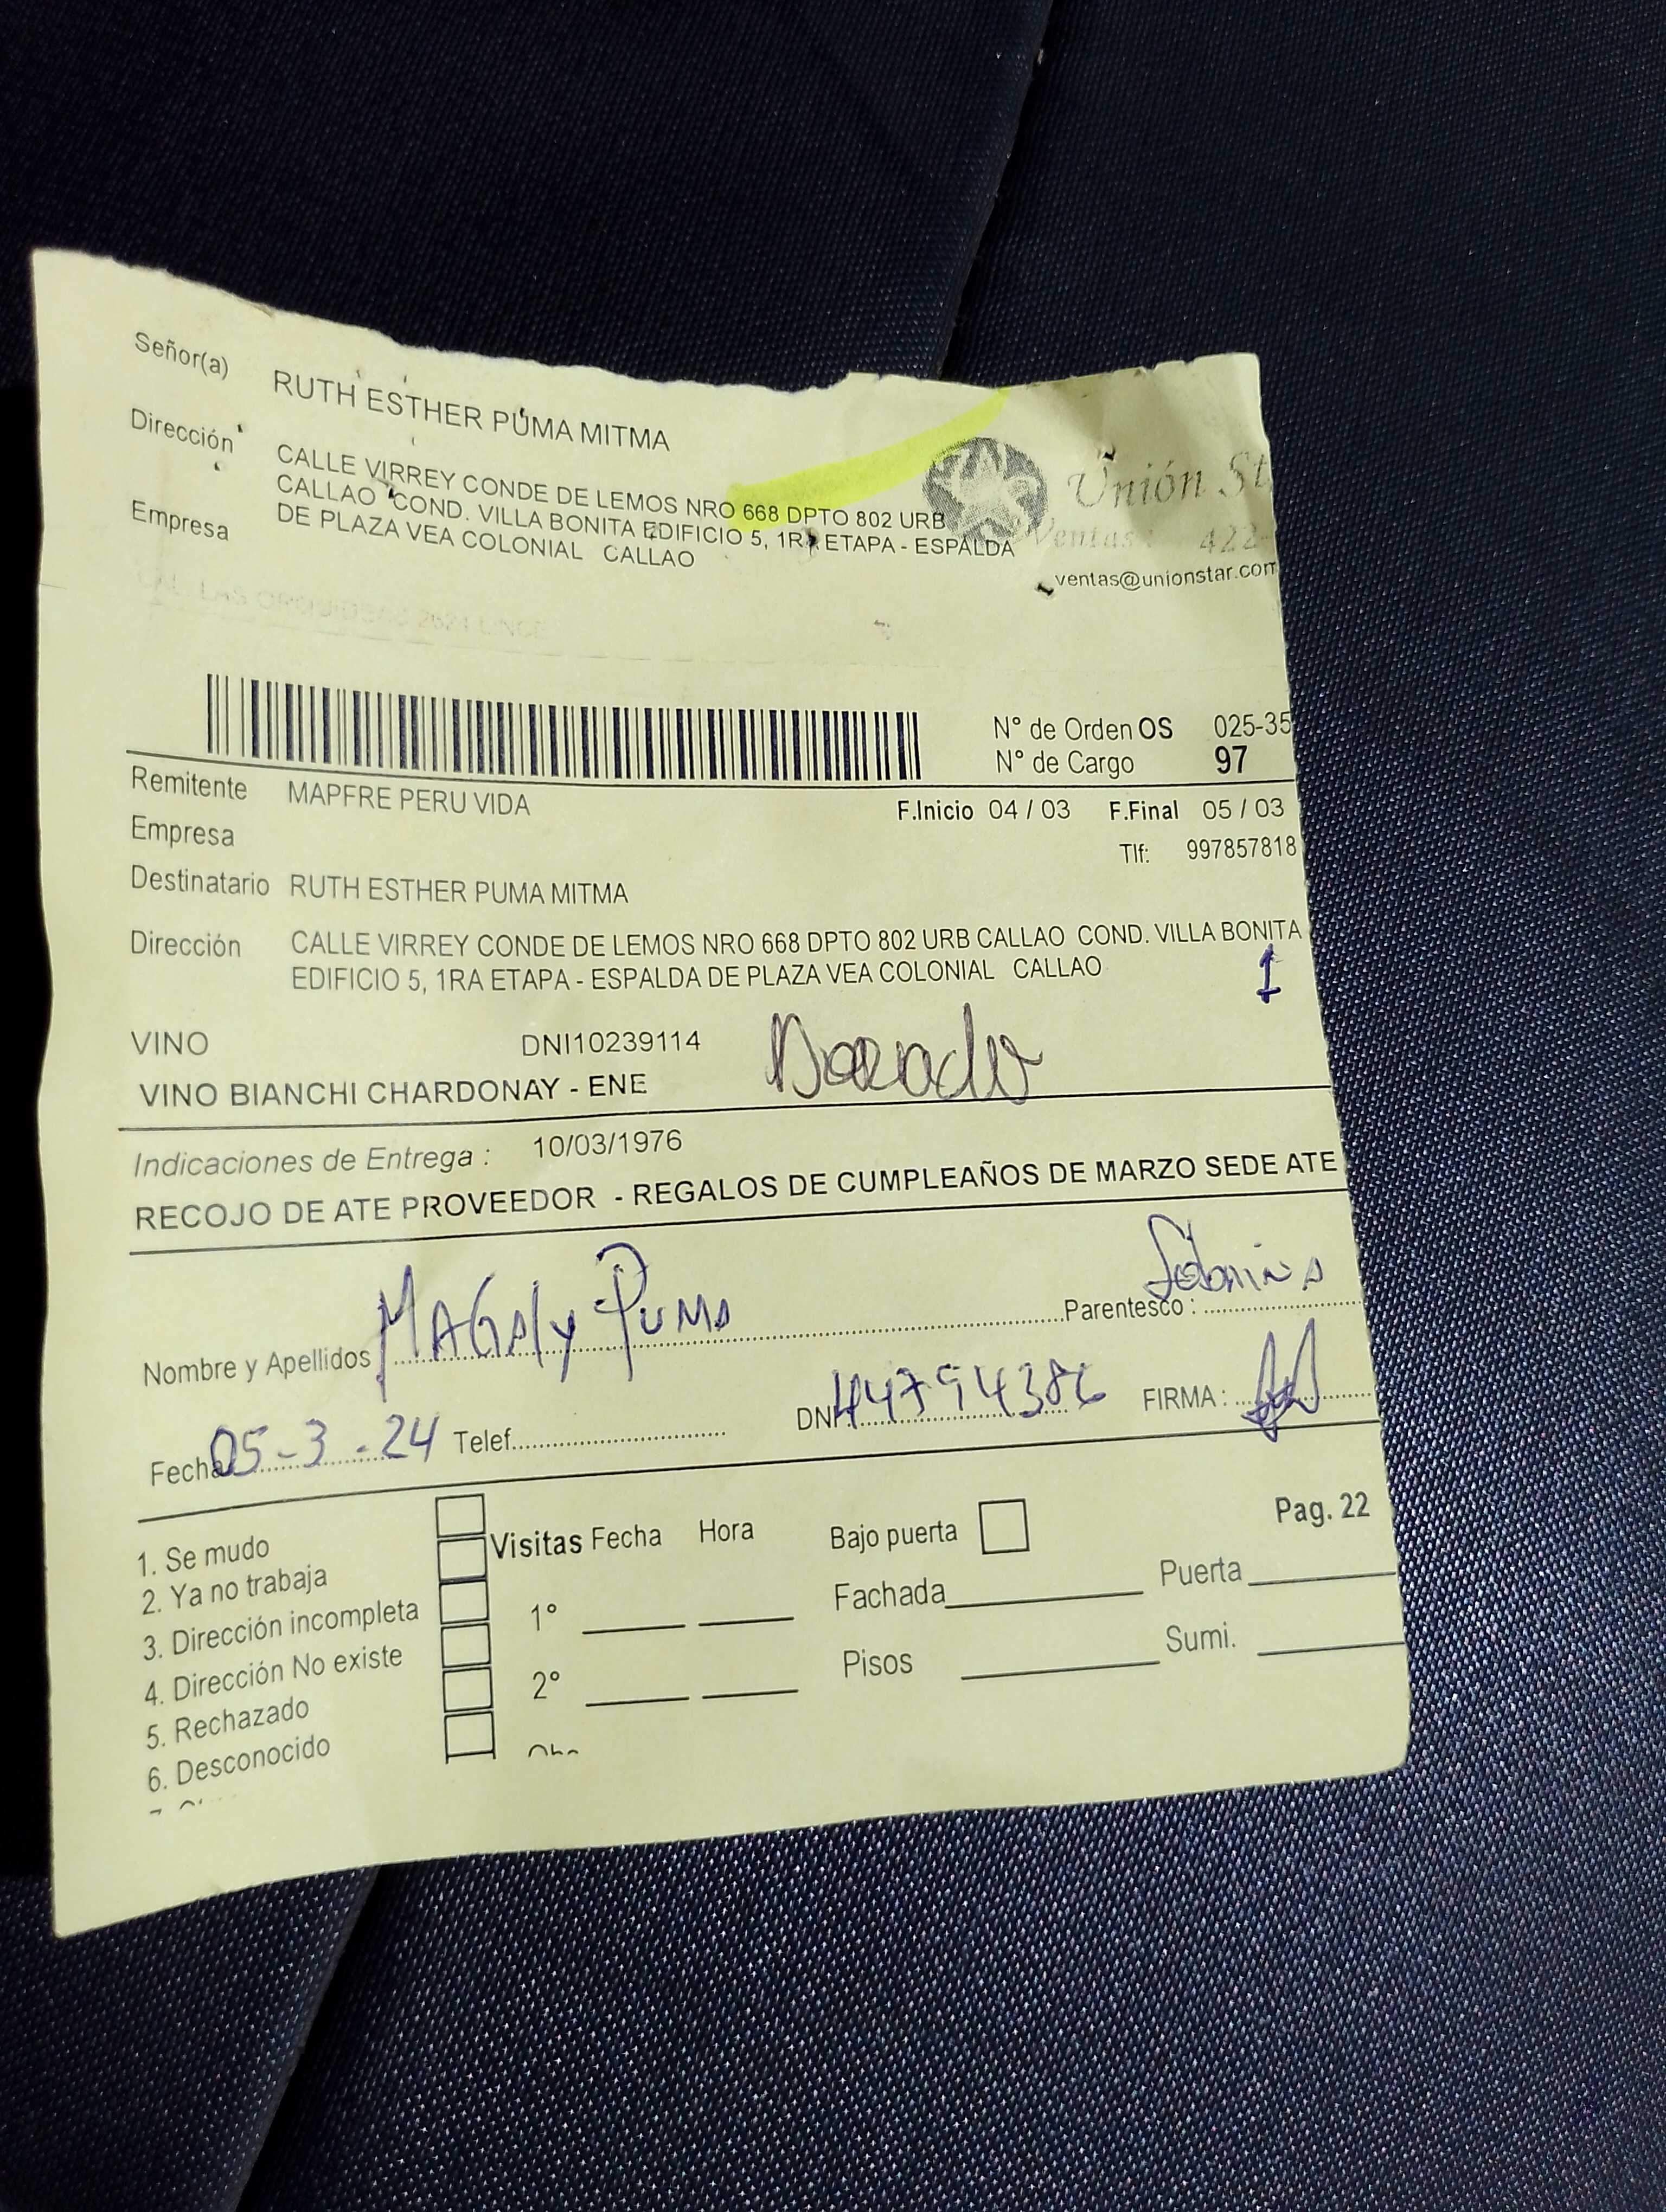 Señor(a) RUTH ESTHER PUMA MITMA
Dirección CALLE VIRREY CONDE DE LEMOS NRO 668 DPTO 802 URB
CALLAO COND. VILLA BONITA EDIFICIO 5, 1RA ETAPA - ESPALDA
DE PLAZA VEA COLONIAL CALLAO
Empresa
Unión St
Ventas: 422-
ventas@unionstar.com
N° de Orden OS 025-35
N° de Cargo 97
Remitente MAPFRE PERU VIDA
F.Inicio 04 / 03 F.Final 05 / 03
Empresa
Tlf: 997857818
Destinatario RUTH ESTHER PUMA MITMA
Dirección CALLE VIRREY CONDE DE LEMOS NRO 668 DPTO 802 URB CALLAO COND. VILLA BONITA
EDIFICIO 5, 1RA ETAPA - ESPALDA DE PLAZA VEA COLONIAL CALLAO
1
VINO DNI10239114
VINO BIANCHI CHARDONAY - ENE
Indicaciones de Entrega : 10/03/1976
RECOJO DE ATE PROVEEDOR - REGALOS DE CUMPLEAÑOS DE MARZO SEDE ATE
Nombre y Apellidos MAGaly PUMA Parentesco :
Fecha 05-3-24 Telef. DNI 44794386 FIRMA :
Pag. 22
1. Se mudo
2. Ya no trabaja
3. Dirección incompleta
4. Dirección No existe
5. Rechazado
6. Desconocido
Visitas Fecha Hora
1°
2°
Bajo puerta
Fachada Puerta
Pisos Sumi.